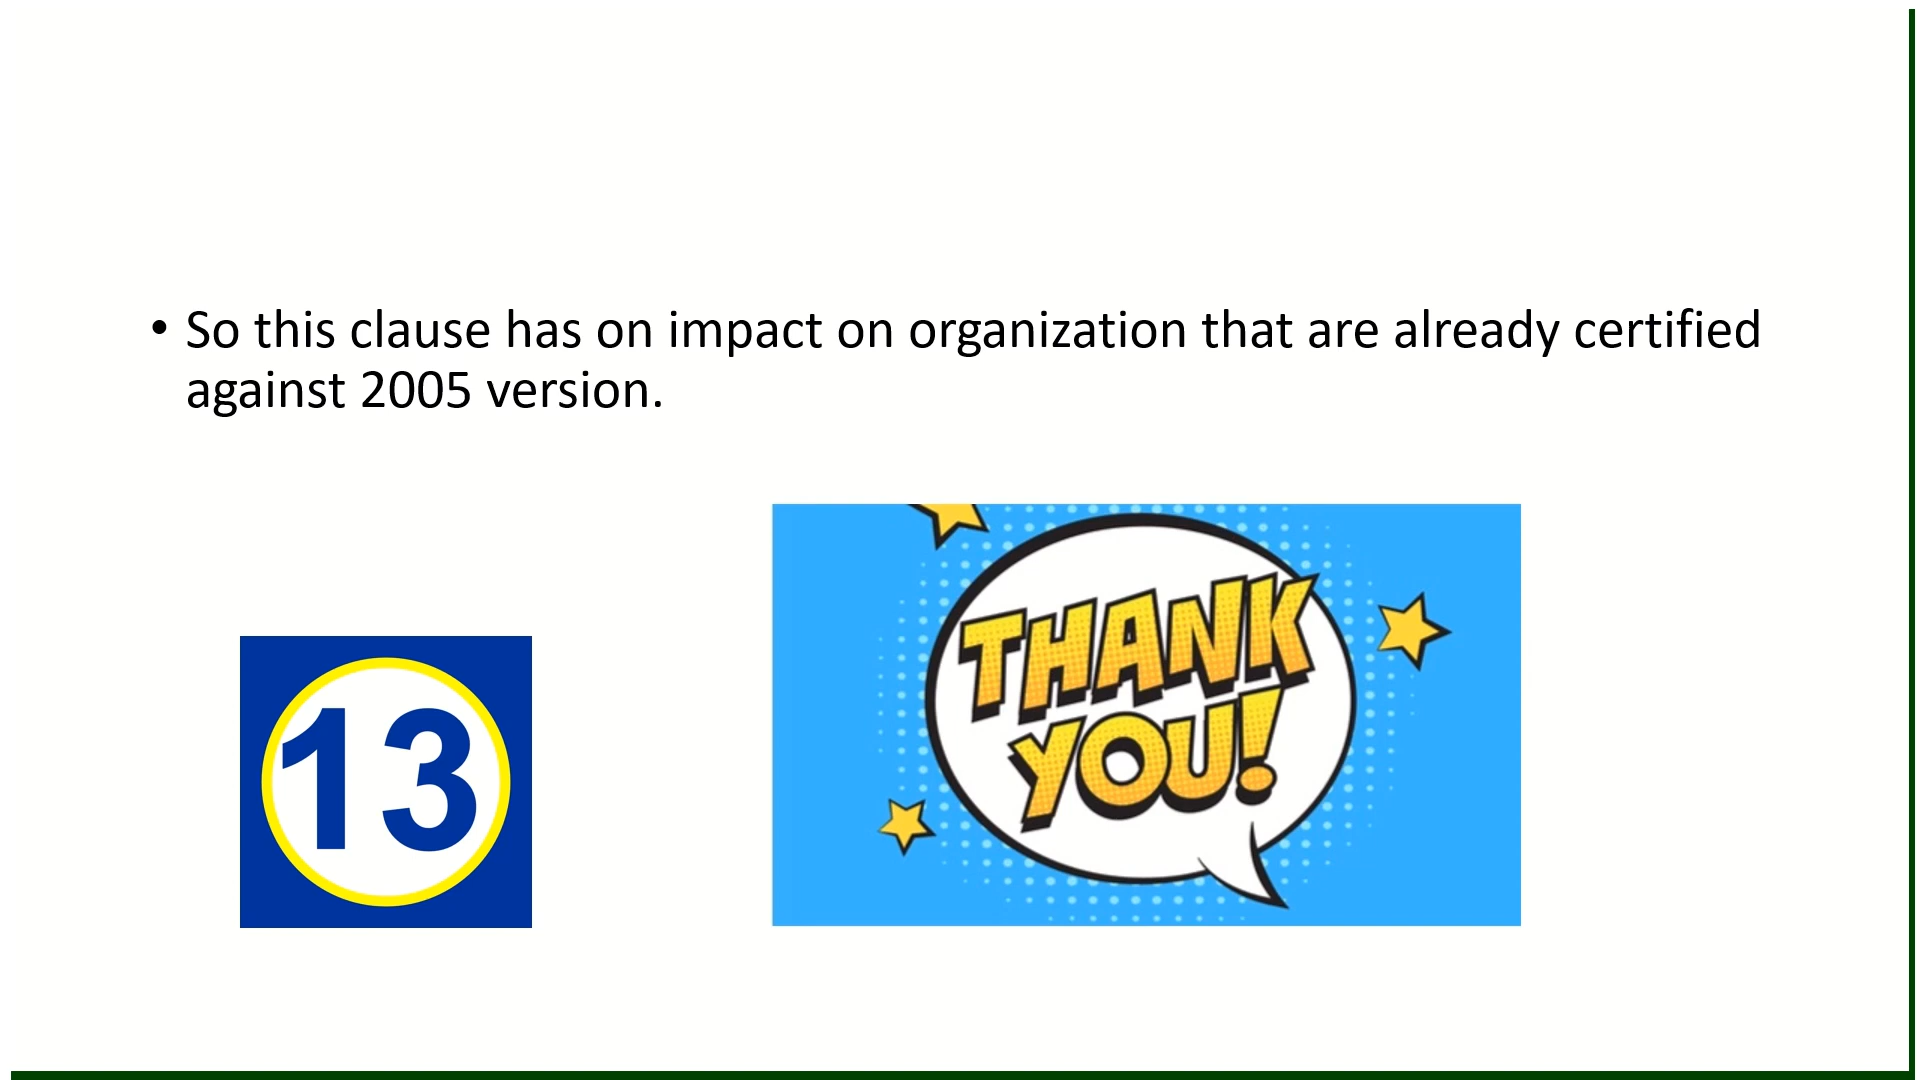 • So this clause has on impact on organization that are already certified
against 2005 version.
13
THANK
YOU!